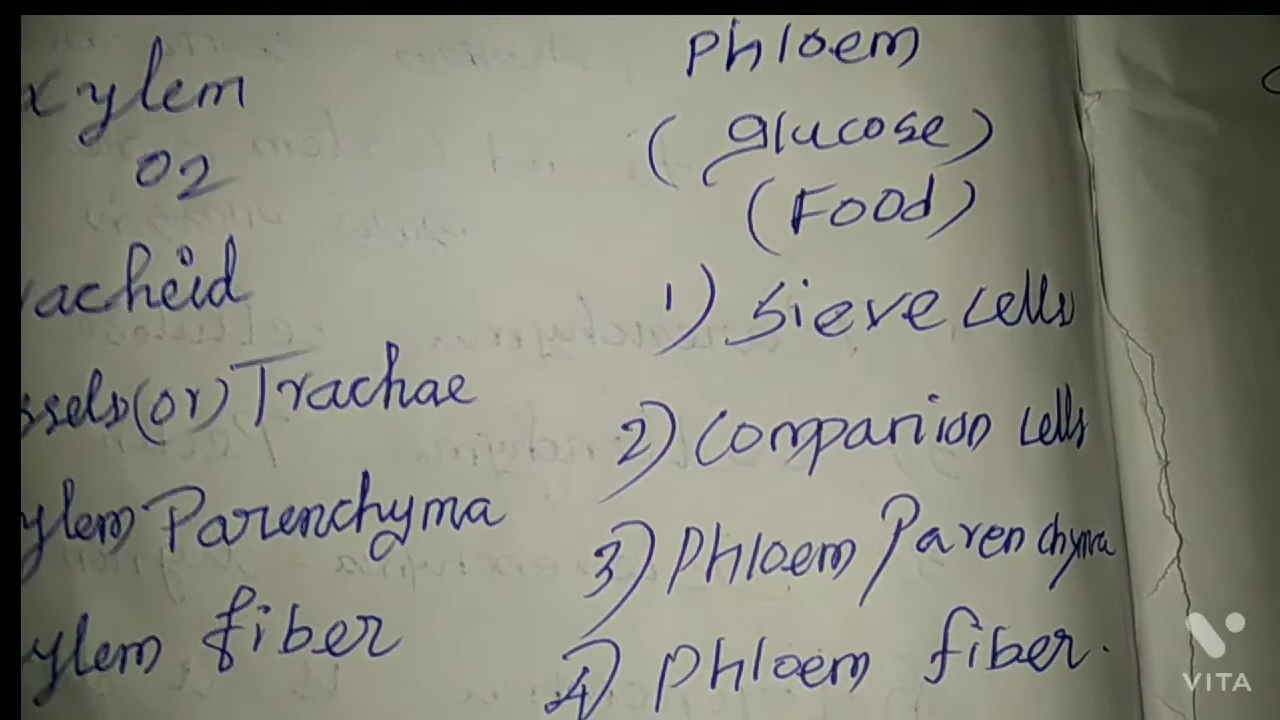 xylem
O2
acheid
ssels (or) Trachae
ylem Parenchyma
ylem fiber
Phloem
(glucose)
(Food)
1) Sieve cells
2) Companion cells
3) Phloem Parenchyma
4) Phloem fiber.
VITA